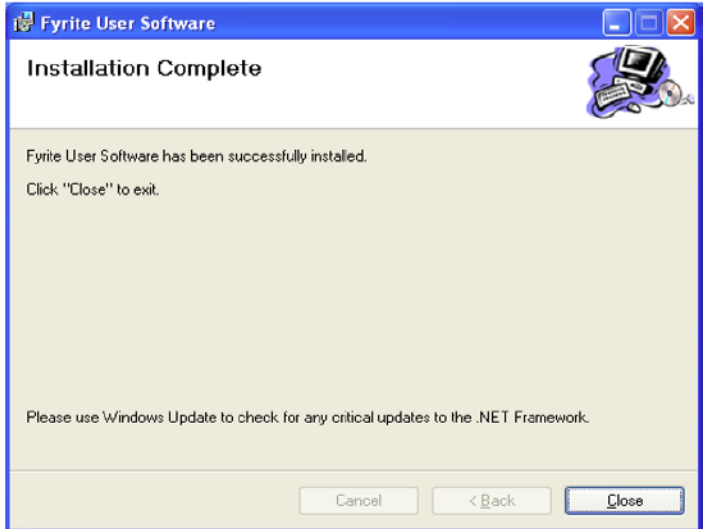 Fyrite User Software
Installation Complete
Fyrite User Software has been successfully installed.
Click "Close" to exit.
Please use Windows Update to check for any critical updates to the .NET Framework.
Cancel
< Back
Close